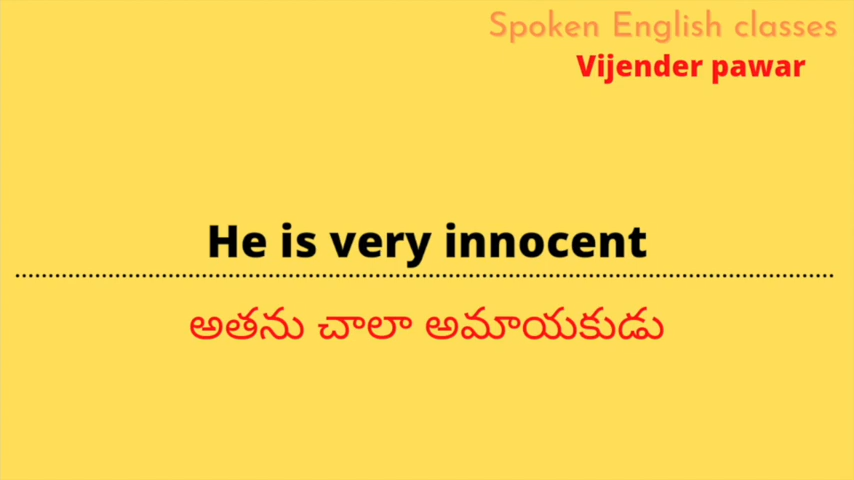 Spoken English classes
Vijender pawar
He is very innocent
అతను చాలా అమాయకుడు